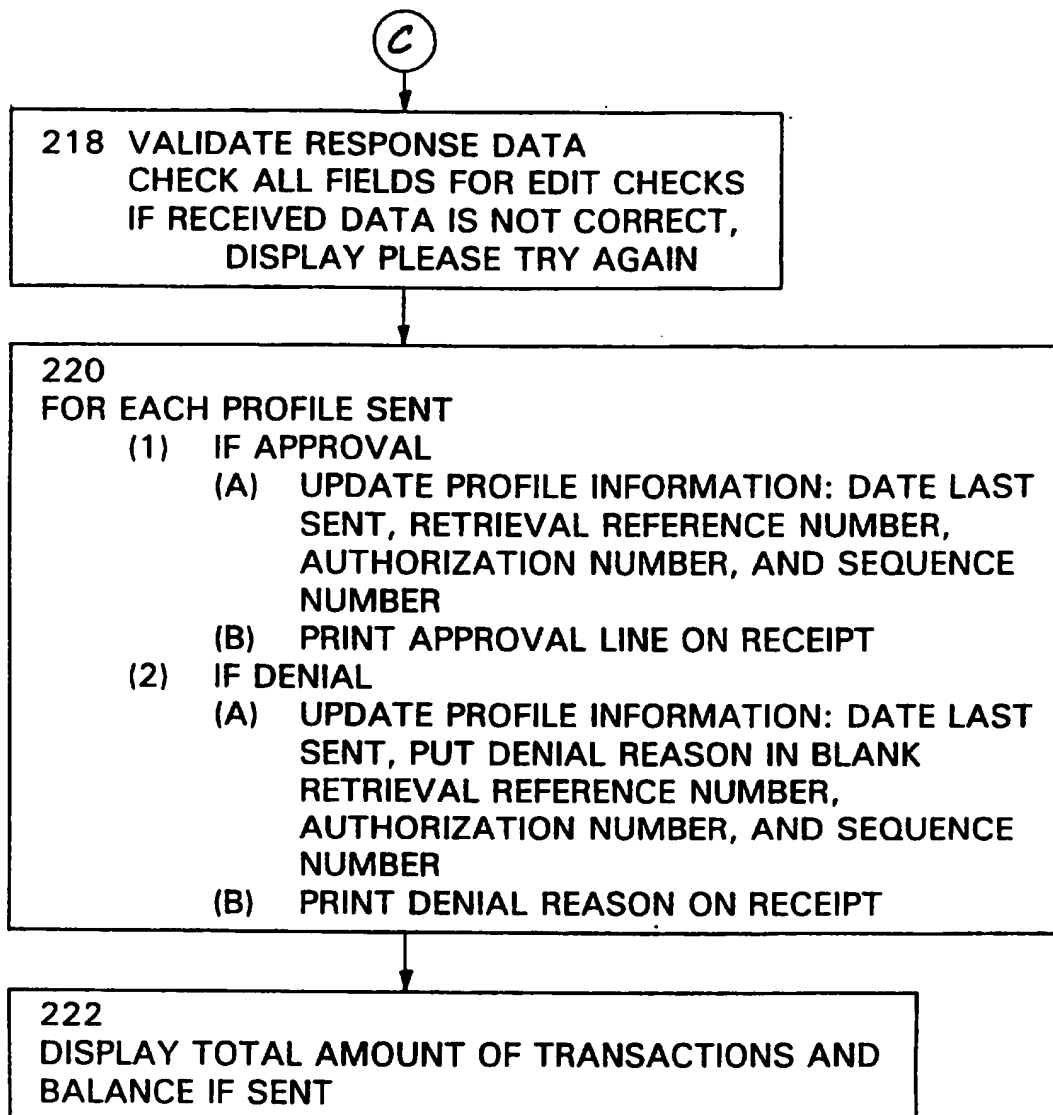 C
218 VALIDATE RESPONSE DATA
CHECK ALL FIELDS FOR EDIT CHECKS
IF RECEIVED DATA IS NOT CORRECT,
DISPLAY PLEASE TRY AGAIN
220
FOR EACH PROFILE SENT
(1) IF APPROVAL
(A) UPDATE PROFILE INFORMATION: DATE LAST
SENT, RETRIEVAL REFERENCE NUMBER,
AUTHORIZATION NUMBER, AND SEQUENCE
NUMBER
(B) PRINT APPROVAL LINE ON RECEIPT
(2) IF DENIAL
(A) UPDATE PROFILE INFORMATION: DATE LAST
SENT, PUT DENIAL REASON IN BLANK
RETRIEVAL REFERENCE NUMBER,
AUTHORIZATION NUMBER, AND SEQUENCE
NUMBER
(B) PRINT DENIAL REASON ON RECEIPT
222
DISPLAY TOTAL AMOUNT OF TRANSACTIONS AND
BALANCE IF SENT